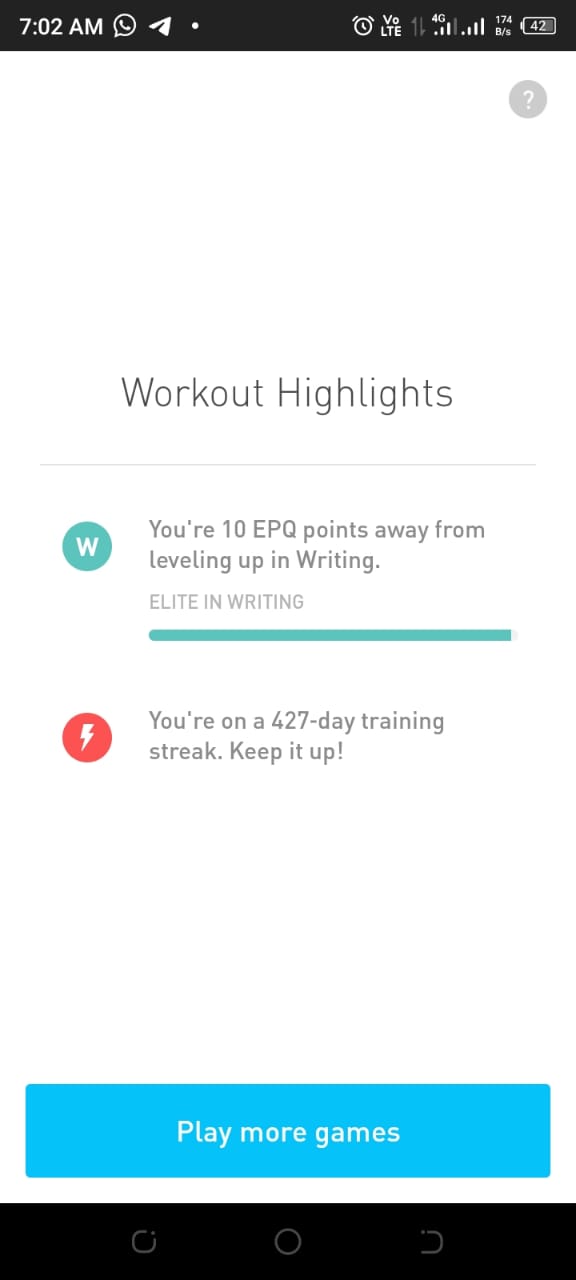 7:02 AM
Vo LTE 4G 174 B/s 42
?
Workout Highlights
W
You're 10 EPQ points away from
leveling up in Writing.
ELITE IN WRITING
You're on a 427-day training
streak. Keep it up!
Play more games